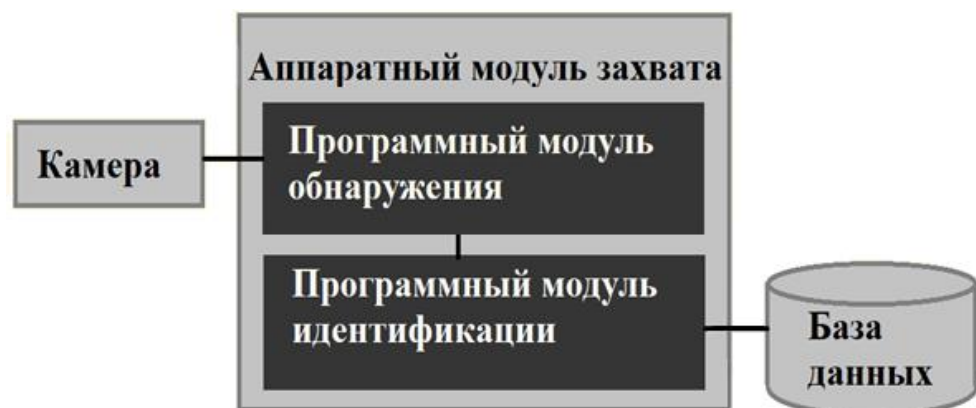 Аппаратный модуль захвата
Камера
Программный модуль
обнаружения
Программный модуль
идентификации
База
данных